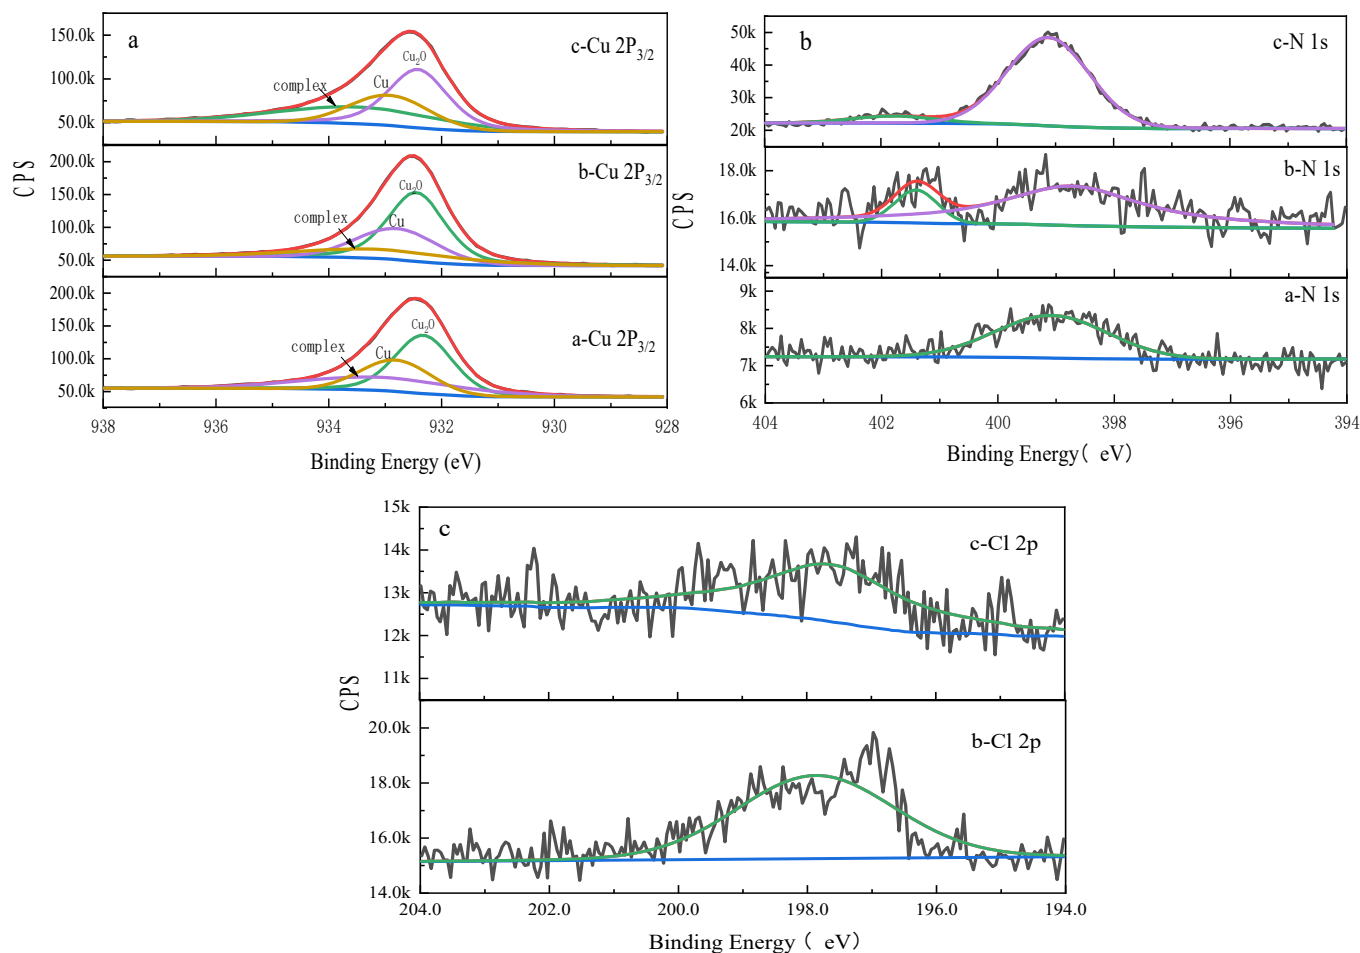 a
c-Cu 2P3/2
150.0k
100.0k
50.0k
complex
Cu
Cu2O
b-Cu 2P3/2
200.0k
150.0k
100.0k
50.0k
complex
Cu
Cu2O
a-Cu 2P3/2
200.0k
150.0k
100.0k
50.0k
complex
Cu
Cu2O
CPS
938 936 934 932 930 928
Binding Energy (eV)
b
c-N 1s
50k
40k
30k
20k
b-N 1s
18.0k
16.0k
14.0k
a-N 1s
9k
8k
7k
6k
CPS
404 402 400 398 396 394
Binding Energy( eV)
c
c-Cl 2p
15k
14k
13k
12k
11k
b-Cl 2p
20.0k
18.0k
16.0k
14.0k
CPS
204.0 202.0 200.0 198.0 196.0 194.0
Binding Energy ( eV)